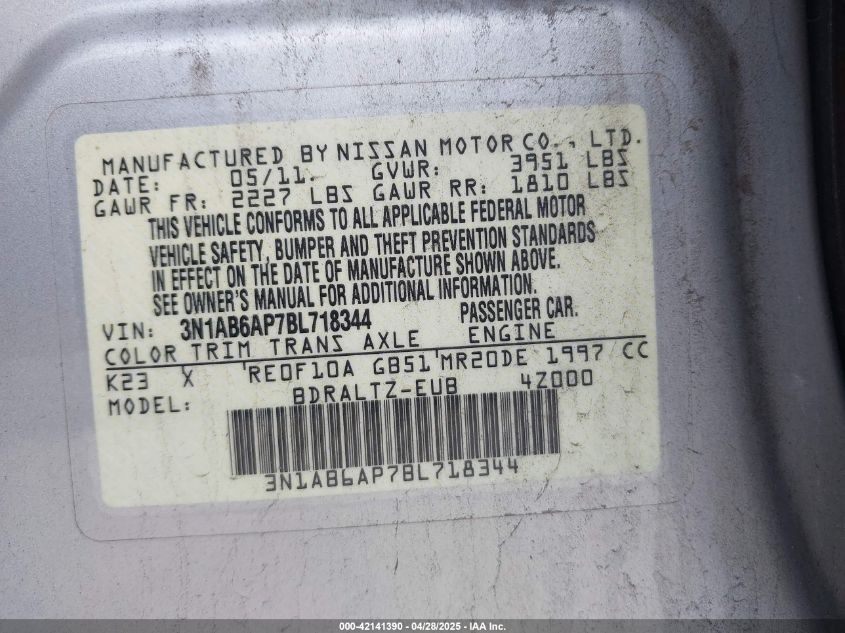 MANUFACTURED BY NISSAN MOTOR CO., LTD.
DATE: 05/11. GVWR: 3951 LBS
GAWR FR: 2227 LBS GAWR RR: 1810 LBS
THIS VEHICLE CONFORMS TO ALL APPLICABLE FEDERAL MOTOR
VEHICLE SAFETY, BUMPER AND THEFT PREVENTION STANDARDS
IN EFFECT ON THE DATE OF MANUFACTURE SHOWN ABOVE.
SEE OWNER'S MANUAL FOR ADDITIONAL INFORMATION.
VIN: 3N1AB6AP7BL718344 PASSENGER CAR.
COLOR TRIM TRANS AXLE ENGINE
K23 X RE0F10A GB51 MR20DE 1997 CC
MODEL: BDRALTZ-EUB 4Z000
3N1AB6AP7BL718344
000-42141390 - 04/28/2025 - IAA Inc.